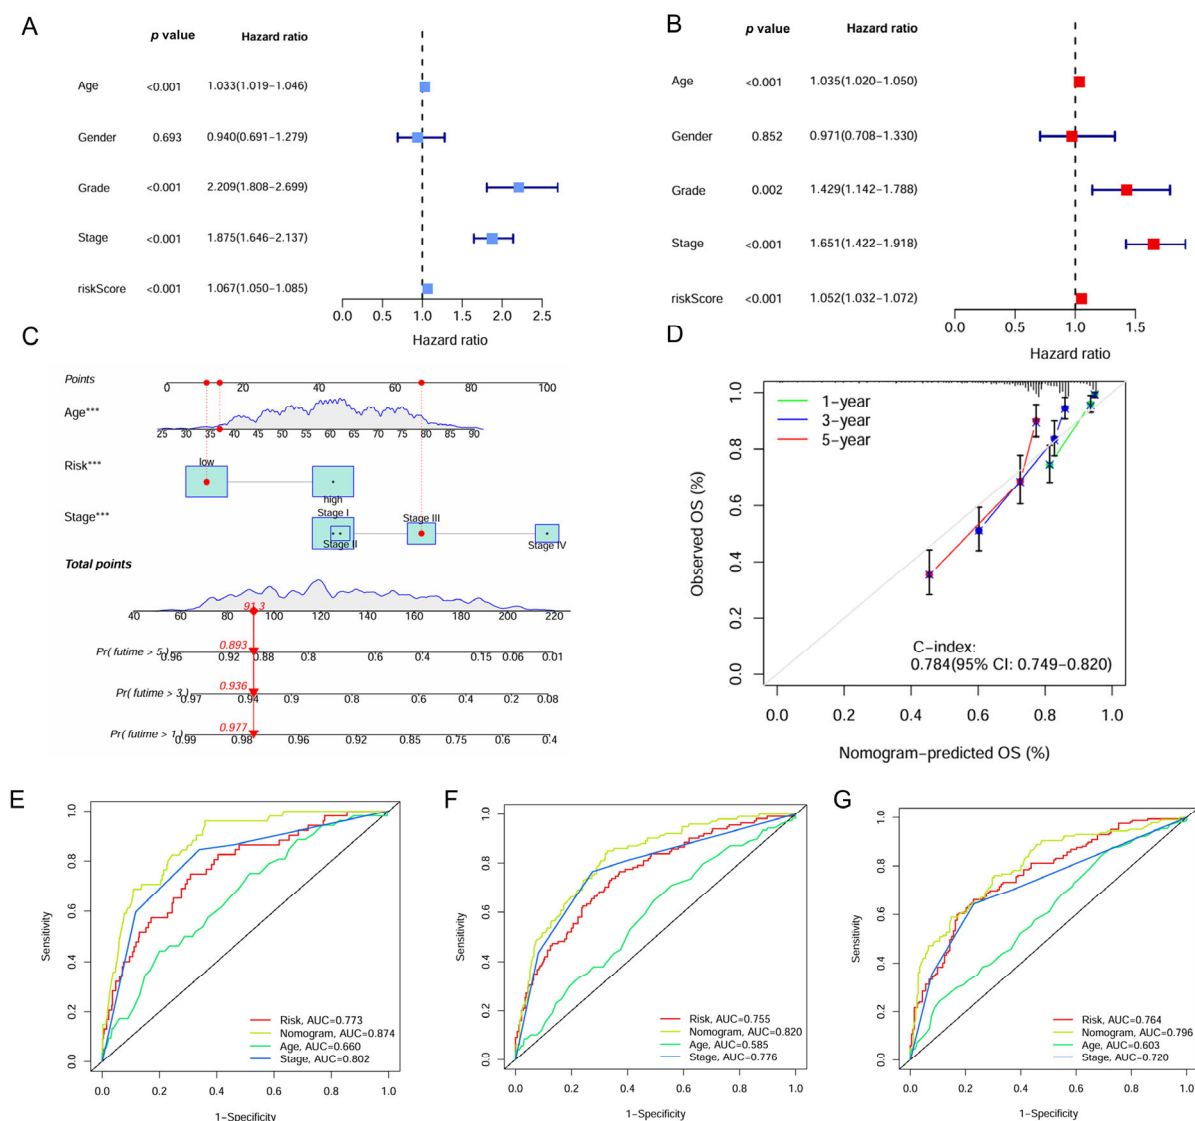 A
p value Hazard ratio
Age <0.001 1.033(1.019−1.046)
Gender 0.693 0.940(0.691−1.279)
Grade <0.001 2.209(1.808−2.699)
Stage <0.001 1.875(1.646−2.137)
riskScore <0.001 1.067(1.050−1.085)
0.0 0.5 1.0 1.5 2.0 2.5
Hazard ratio
B
p value Hazard ratio
Age <0.001 1.035(1.020−1.050)
Gender 0.852 0.971(0.708−1.330)
Grade 0.002 1.429(1.142−1.788)
Stage <0.001 1.651(1.422−1.918)
riskScore <0.001 1.052(1.032−1.072)
0.0 0.5 1.0 1.5
Hazard ratio
C
Points
0 20 40 60 80 100
Age***
25 30 35 40 45 50 55 60 65 70 75 80 85 90
Risk***
low
high
Stage***
Stage I
Stage II
Stage III
Stage IV
Total points
91.3
40 60 80 100 120 140 160 180 200 220
0.893
Pr( futime > 5 )
0.96 0.92 0.88 0.8 0.6 0.4 0.15 0.06 0.01
0.936
Pr( futime > 3 )
0.97 0.94 0.9 0.8 0.6 0.4 0.2 0.08
0.977
Pr( futime > 1 )
0.99 0.98 0.96 0.92 0.85 0.75 0.6 0.4
D
1−year
3−year
5−year
Observed OS (%)
1.0
0.8
0.6
0.4
0.2
0.0
C−index:
0.784(95% CI: 0.749−0.820)
0.0 0.2 0.4 0.6 0.8 1.0
Nomogram−predicted OS (%)
E
Sensitivity
1.0
0.8
0.6
0.4
0.2
0.0
Risk, AUC=0.773
Nomogram, AUC=0.874
Age, AUC=0.660
Stage, AUC=0.802
0.0 0.2 0.4 0.6 0.8 1.0
1−Specificity
F
Sensitivity
1.0
0.8
0.6
0.4
0.2
0.0
Risk, AUC=0.755
Nomogram, AUC=0.820
Age, AUC=0.585
Stage, AUC=0.776
0.0 0.2 0.4 0.6 0.8 1.0
1−Specificity
G
Sensitivity
1.0
0.8
0.6
0.4
0.2
0.0
Risk, AUC=0.764
Nomogram, AUC=0.796
Age, AUC=0.603
Stage, AUC=0.720
0.0 0.2 0.4 0.6 0.8 1.0
1−Specificity